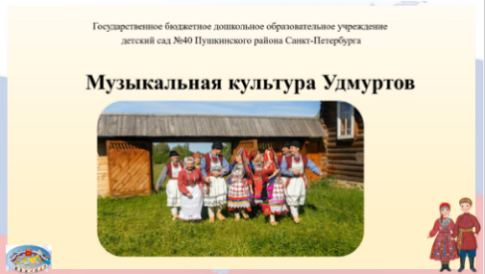 Государственное бюджетное дошкольное образовательное учреждение
детский сад №40 Пушкинского района Санкт-Петербурга
Музыкальная культура Удмуртов